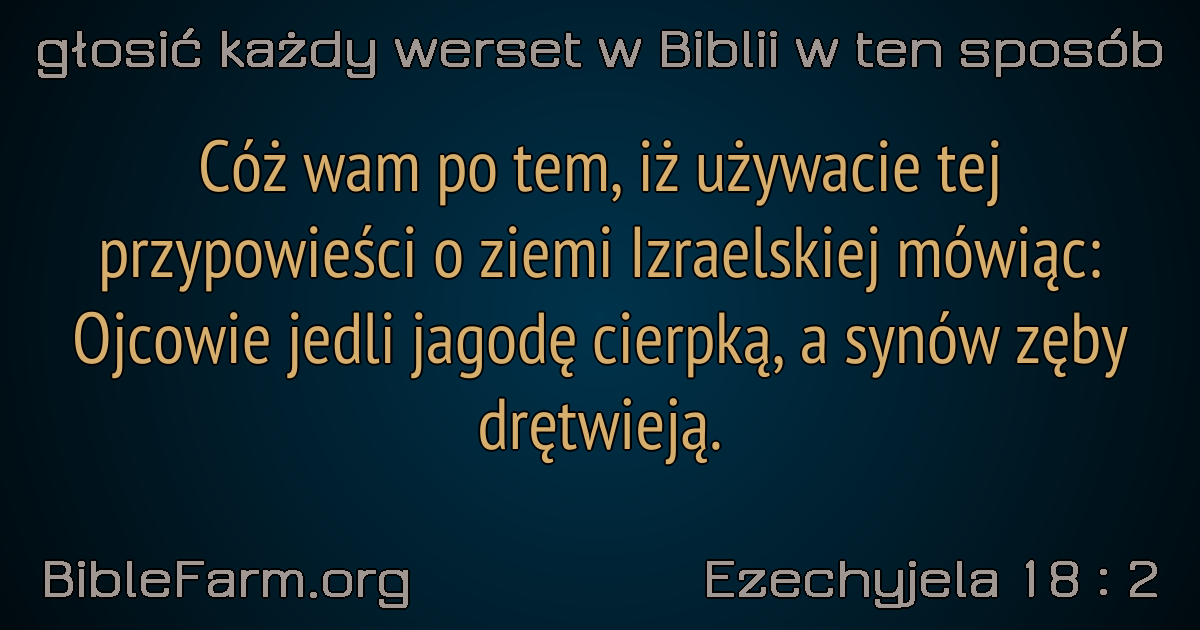 głosić każdy werset w Biblii w ten sposób
Cóż wam po tem, iż używacie tej
przypowieści o ziemi Izraelskiej mówiąc:
Ojcowie jedli jagodę cierpką, a synów zęby
drętwieją.
BibleFarm.org
Ezechyjela 18 : 2